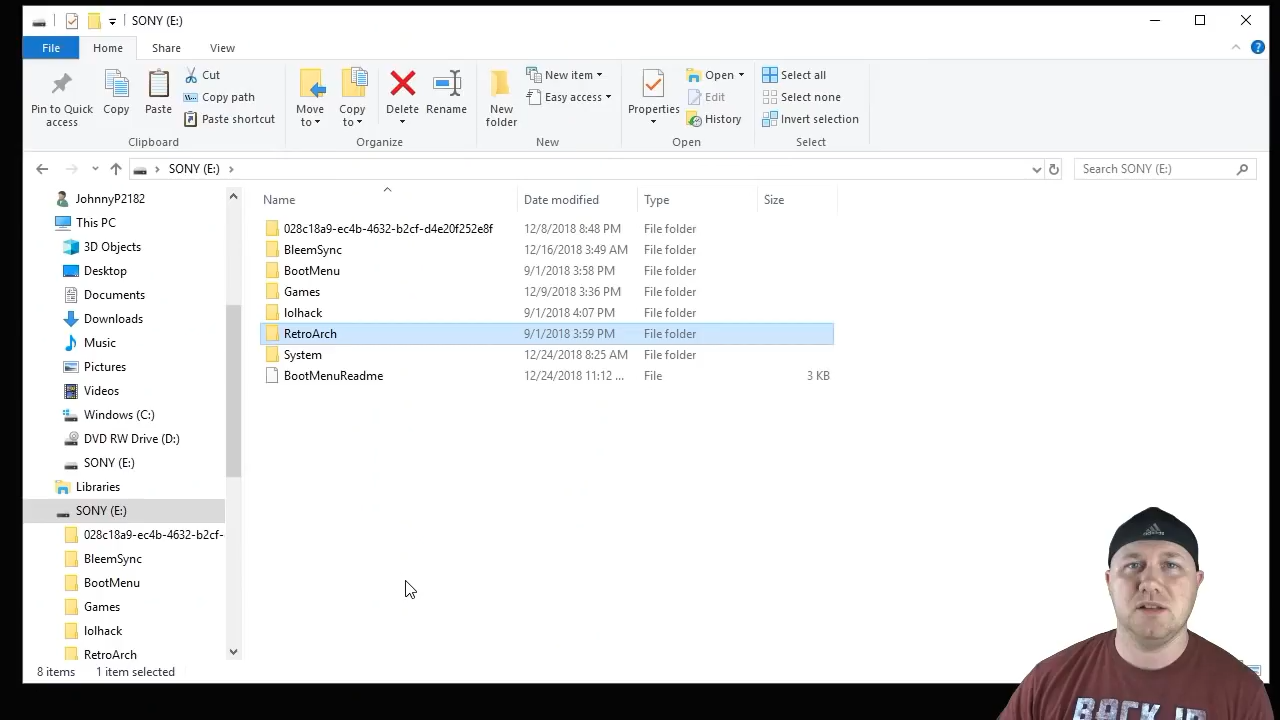 SONY (E:)
File Home Share View
Pin to Quick access
Copy
Paste
Cut
Copy path
Paste shortcut
Clipboard
Move to
Copy to
Delete
Rename
Organize
New folder
New item
Easy access
New
Properties
Open
Edit
History
Open
Select all
Select none
Invert selection
Select
SONY (E:)
Search SONY (E:)
JohnnyP2182
This PC
3D Objects
Desktop
Documents
Downloads
Music
Pictures
Videos
Windows (C:)
DVD RW Drive (D:)
SONY (E:)
Libraries
SONY (E:)
028c18a9-ec4b-4632-b2cf-
BleemSync
BootMenu
Games
lolhack
RetroArch
Name Date modified Type Size
028c18a9-ec4b-4632-b2cf-d4e20f252e8f 12/8/2018 8:48 PM File folder
BleemSync 12/16/2018 3:49 AM File folder
BootMenu 9/1/2018 3:58 PM File folder
Games 12/9/2018 3:36 PM File folder
lolhack 9/1/2018 4:07 PM File folder
RetroArch 9/1/2018 3:59 PM File folder
System 12/24/2018 8:25 AM File folder
BootMenuReadme 12/24/2018 11:12 ... File 3 KB
8 items 1 item selected
adidas
BACK IN